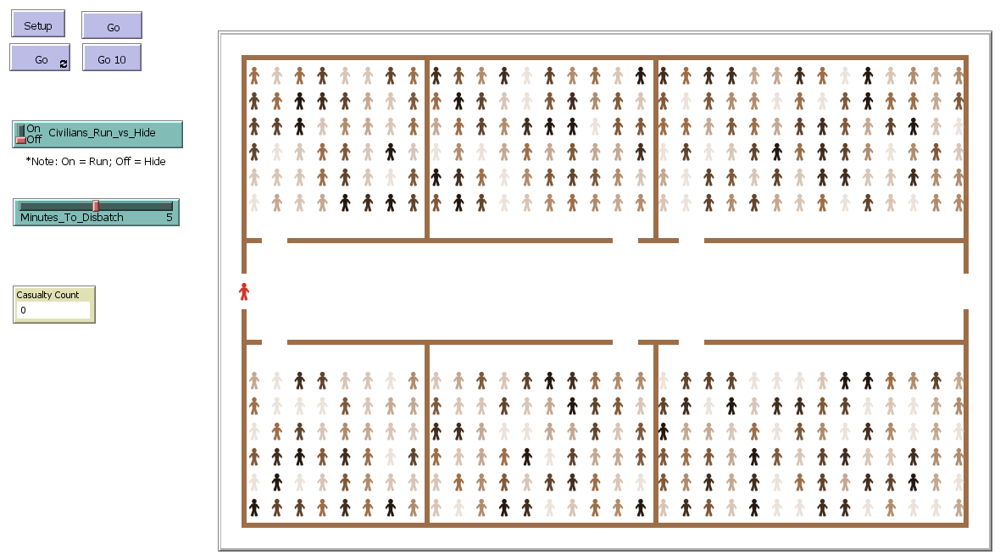 Setup
Go
Go
Go 10
On
Off
Civilians_Run_vs_Hide
*Note: On = Run; Off = Hide
Minutes_To_Disbatch 5
Casualty Count
0